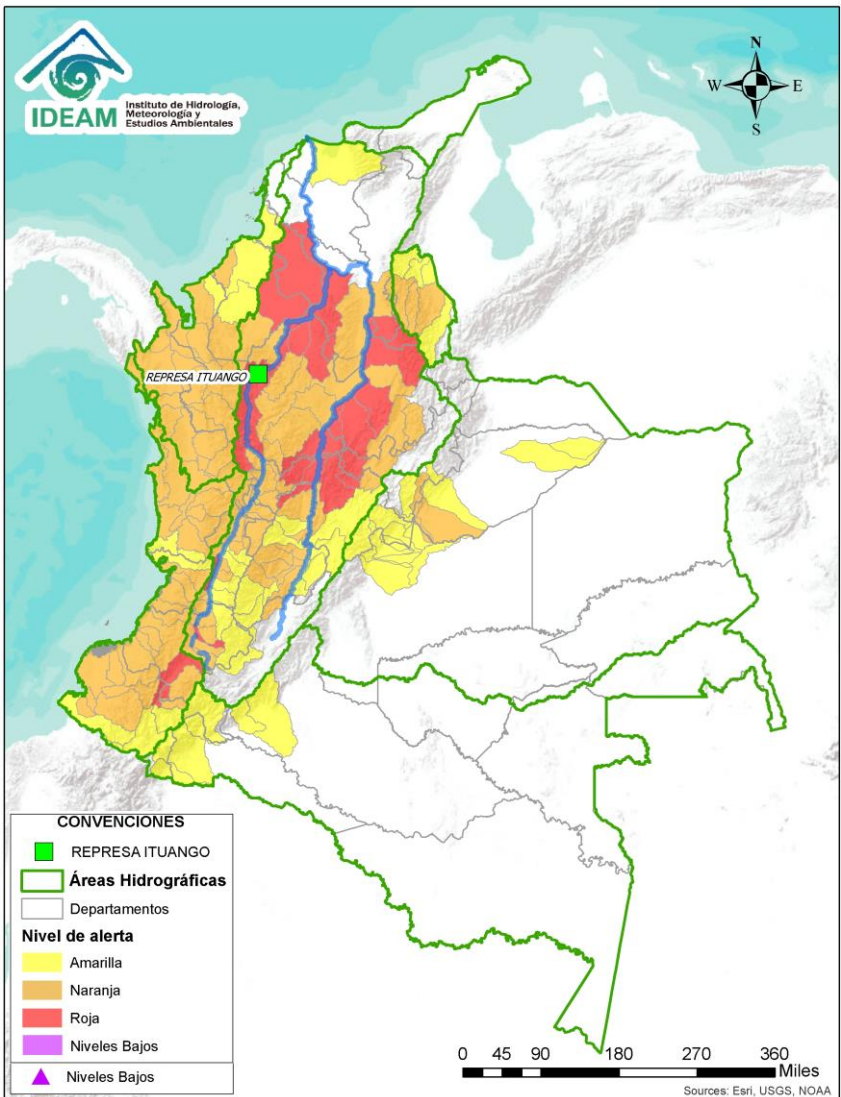 IDEAM
Instituto de Hidrología,
Meteorología y
Estudios Ambientales
N
W
E
S
REPRESA ITUANGO
CONVENCIONES
REPRESA ITUANGO
Áreas Hidrográficas
Departamentos
Nivel de alerta
Amarilla
Naranja
Roja
Niveles Bajos
Niveles Bajos
0 45 90 180 270 360
Miles
Sources: Esri, USGS, NOAA